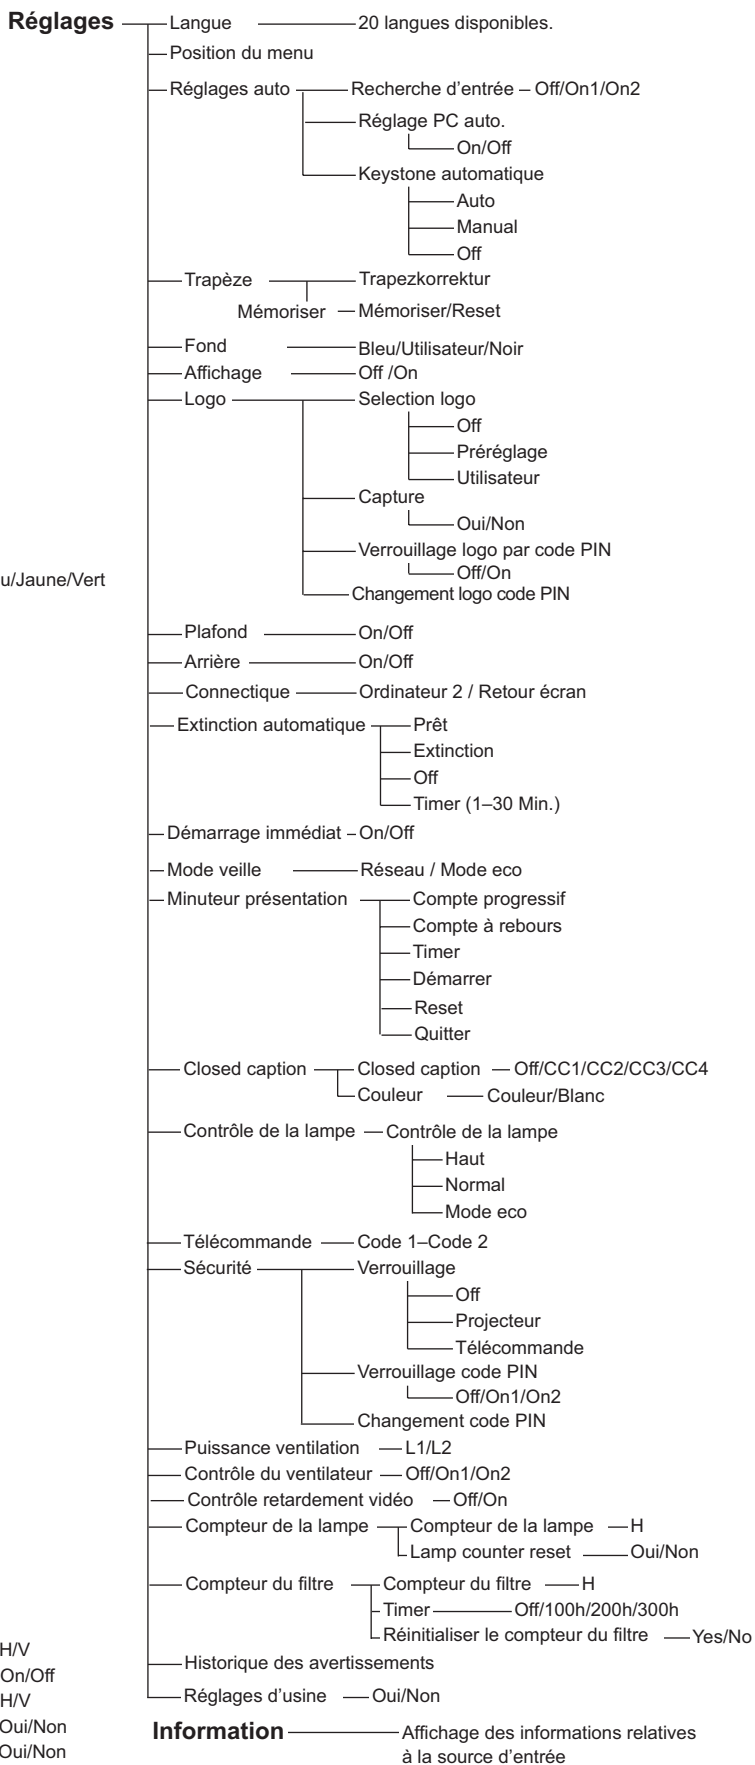 Réglages Langue 20 langues disponibles.
Position du menu
Réglages auto Recherche d'entrée – Off/On1/On2
Réglage PC auto.
On/Off
Keystone automatique
Auto
Manual
Off
Trapèze Trapezkorrektur
Mémoriser Mémoriser/Reset
Fond Bleu/Utilisateur/Noir
Affichage Off /On
Logo Selection logo
Off
Préréglage
Utilisateur
Capture
Oui/Non
Verrouillage logo par code PIN
Off/On
u/Jaune/Vert
Changement logo code PIN
Plafond On/Off
Arrière On/Off
Connectique Ordinateur 2 / Retour écran
Extinction automatique Prêt
Extinction
Off
Timer (1–30 Min.)
Démarrage immédiat On/Off
Mode veille Réseau / Mode eco
Minuteur présentation Compte progressif
Compte à rebours
Timer
Démarrer
Reset
Quitter
Closed caption Closed caption Off/CC1/CC2/CC3/CC4
Couleur Couleur/Blanc
Contrôle de la lampe Contrôle de la lampe
Haut
Normal
Mode eco
Télécommande Code 1–Code 2
Sécurité Verrouillage
Off
Projecteur
Télécommande
Verrouillage code PIN
Off/On1/On2
Changement code PIN
Puissance ventilation L1/L2
Contrôle du ventilateur Off/On1/On2
Contrôle retardement vidéo Off/On
Compteur de la lampe Compteur de la lampe H
Lamp counter reset Oui/Non
Compteur du filtre Compteur du filtre H
Timer Off/100h/200h/300h
Réinitialiser le compteur du filtre Yes/No
H/V
Historique des avertissements
On/Off
H/V
Réglages d'usine Oui/Non
Oui/Non
Information Affichage des informations relatives
à la source d'entrée
Oui/Non